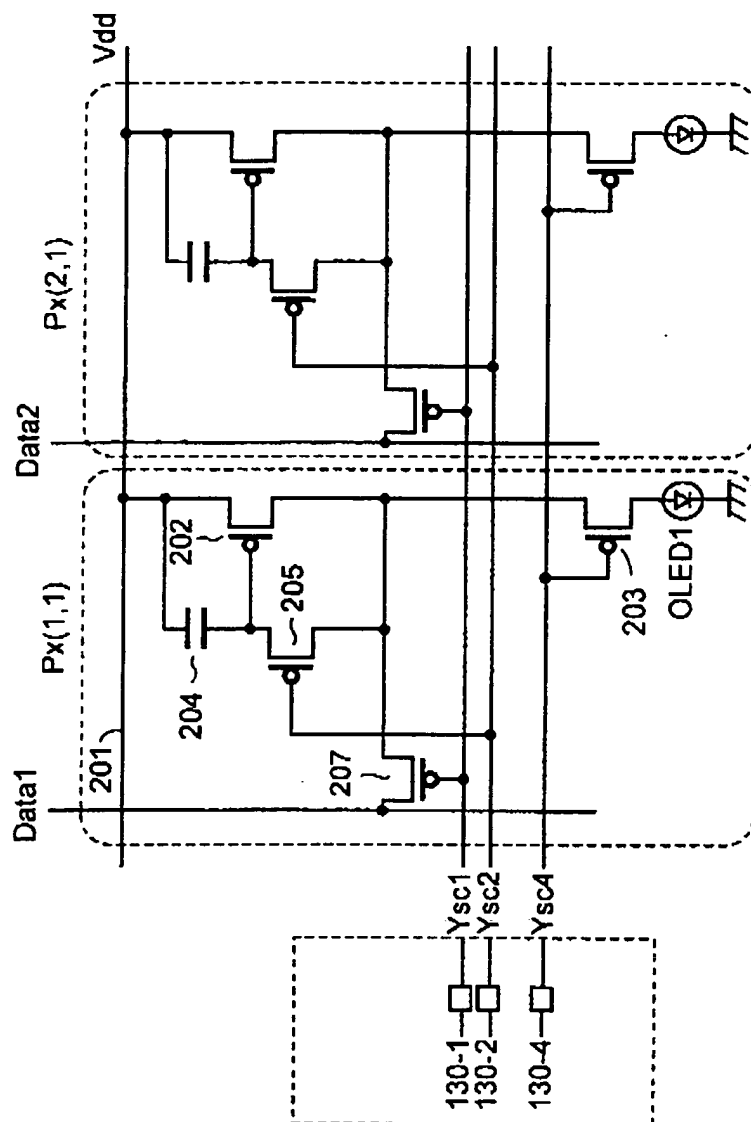 Vdd
Px(1,1)
Px(2,1)
Data1
Data2
201
202
204
205
207
203
OLED1
130-1
Ysc1
130-2
Ysc2
130-4
Ysc4